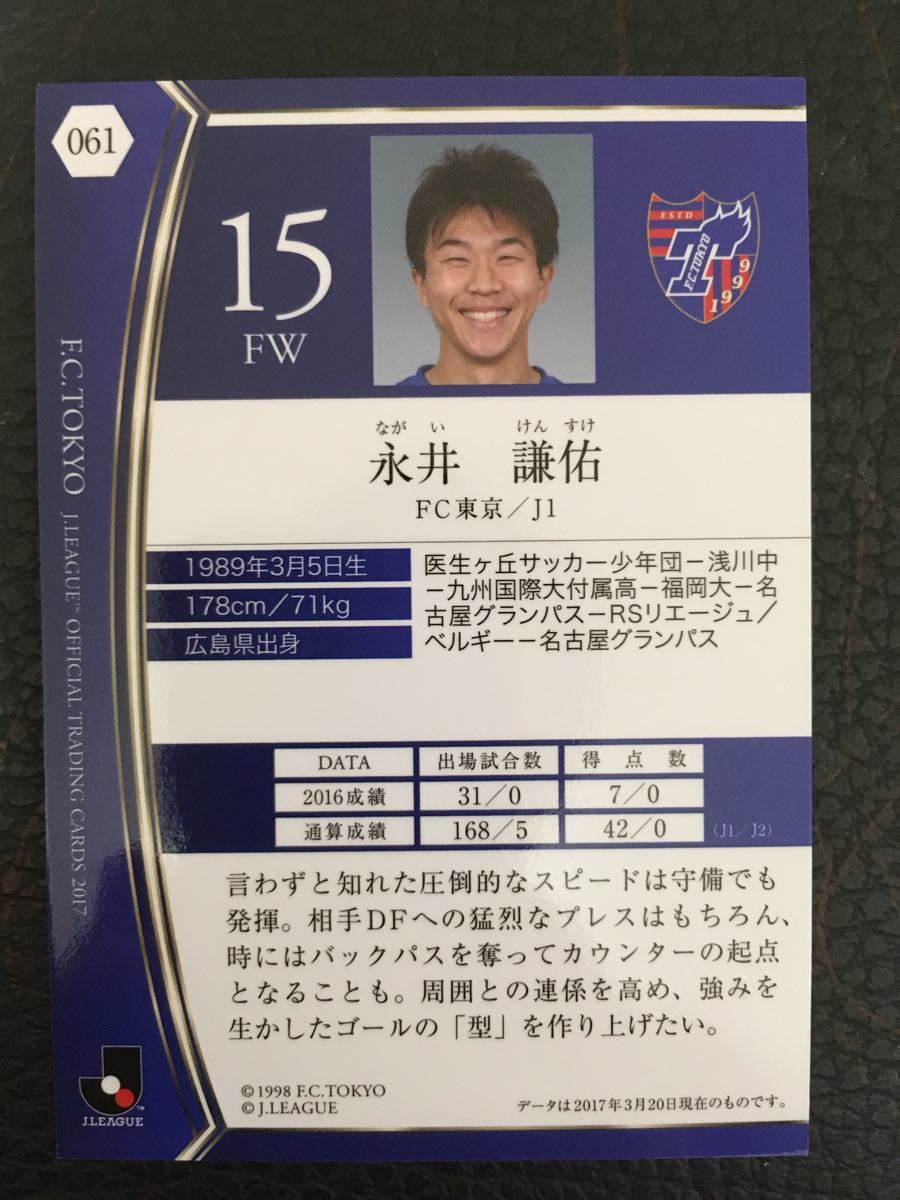 061
15
FW
ESTD
F.C.TOKYO
1999
なが い けん すけ
永井 謙佑
FC東京／J1
1989年3月5日生
178cm／71kg
広島県出身
医生ヶ丘サッカー少年団－浅川中
－九州国際大付属高－福岡大－名
古屋グランパス－RSリエージュ／
ベルギー－名古屋グランパス
DATA 出場試合数 得点数
2016成績 31／0 7／0
通算成績 168／5 42／0 (J1／J2)
言わずと知れた圧倒的なスピードは守備でも
発揮。相手DFへの猛烈なプレスはもちろん、
時にはバックパスを奪ってカウンターの起点
となることも。周囲との連係を高め、強みを
生かしたゴールの「型」を作り上げたい。
©1998 F.C.TOKYO
© J.LEAGUE
データは2017年3月20日現在のものです。
F.C.TOKYO J.LEAGUE™ OFFICIAL TRADING CARDS 2017
J.LEAGUE™